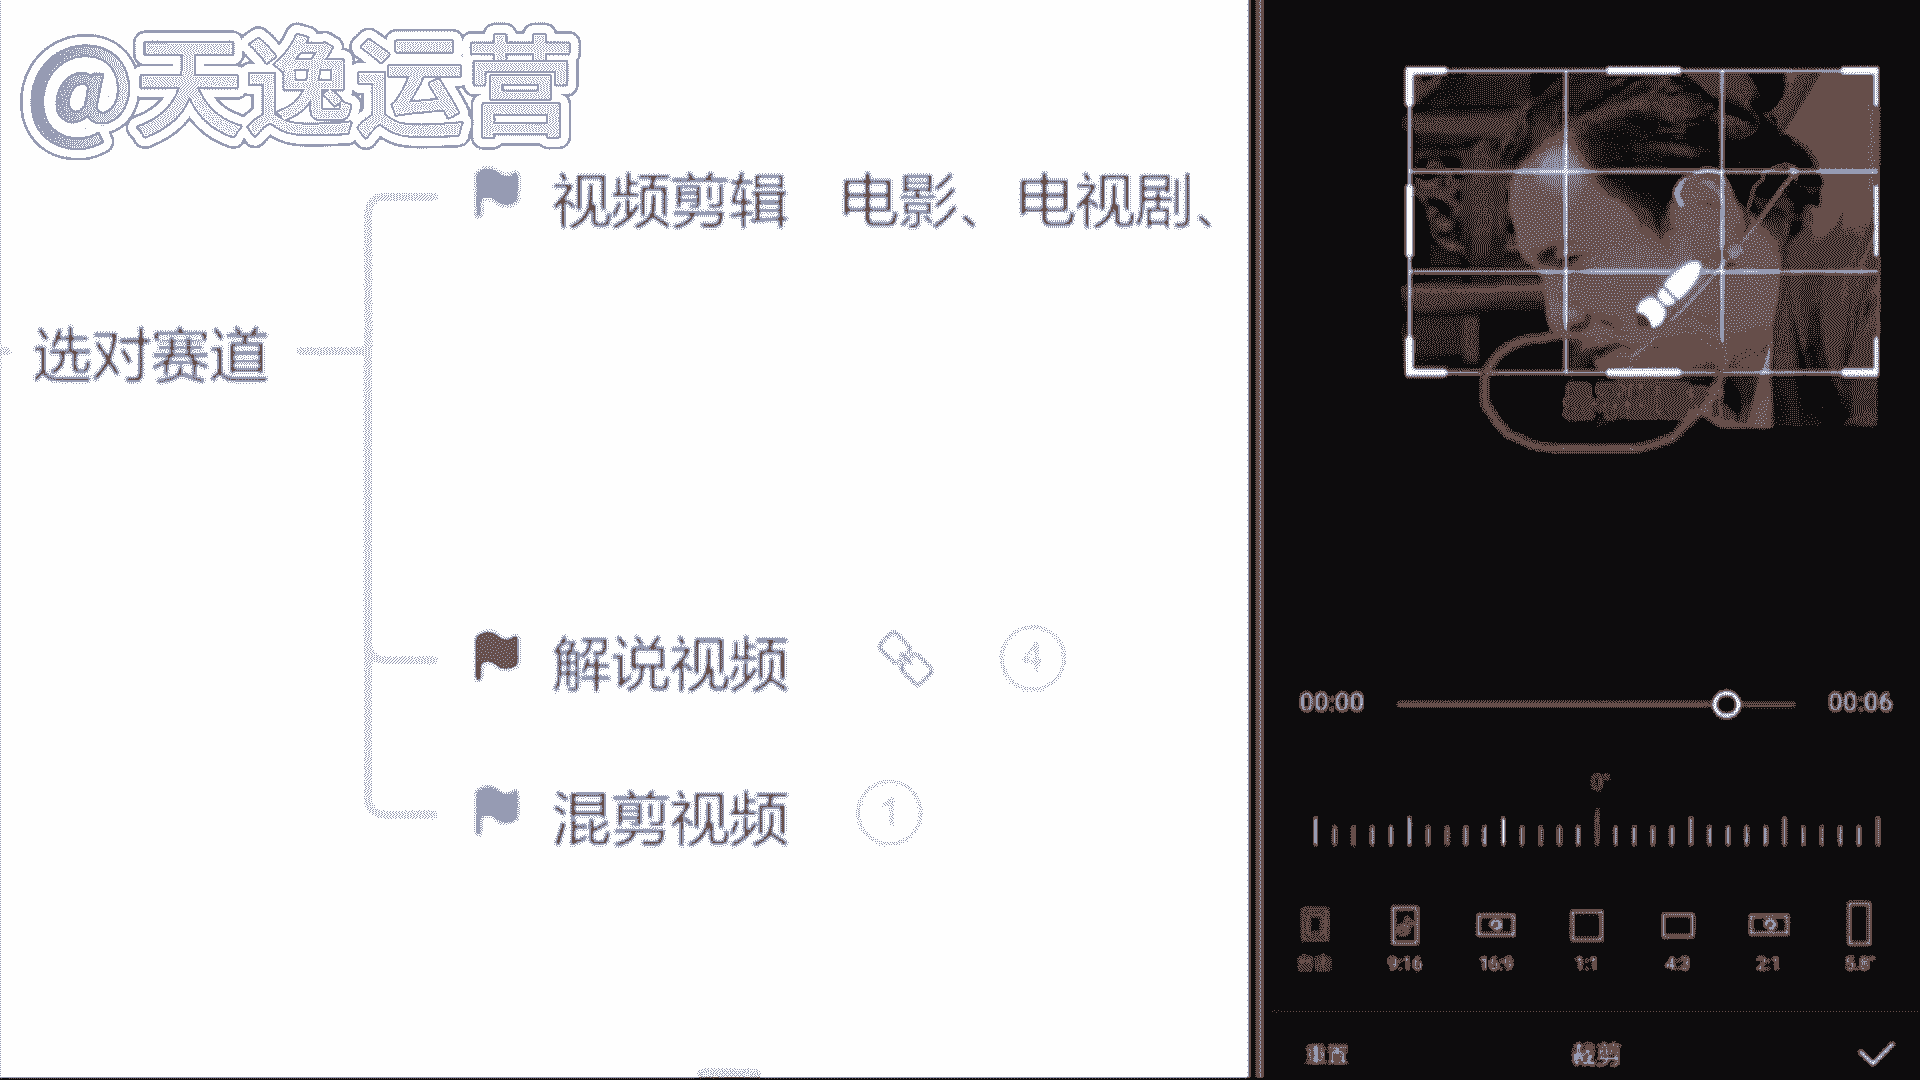 @天逸运营
视频剪辑 电影、电视剧、
选对赛道
解说视频 4
混剪视频 1
00:00 00:06
0°
9:16 16:9 1:1 4:3 2:1 5.8"
重置 裁剪